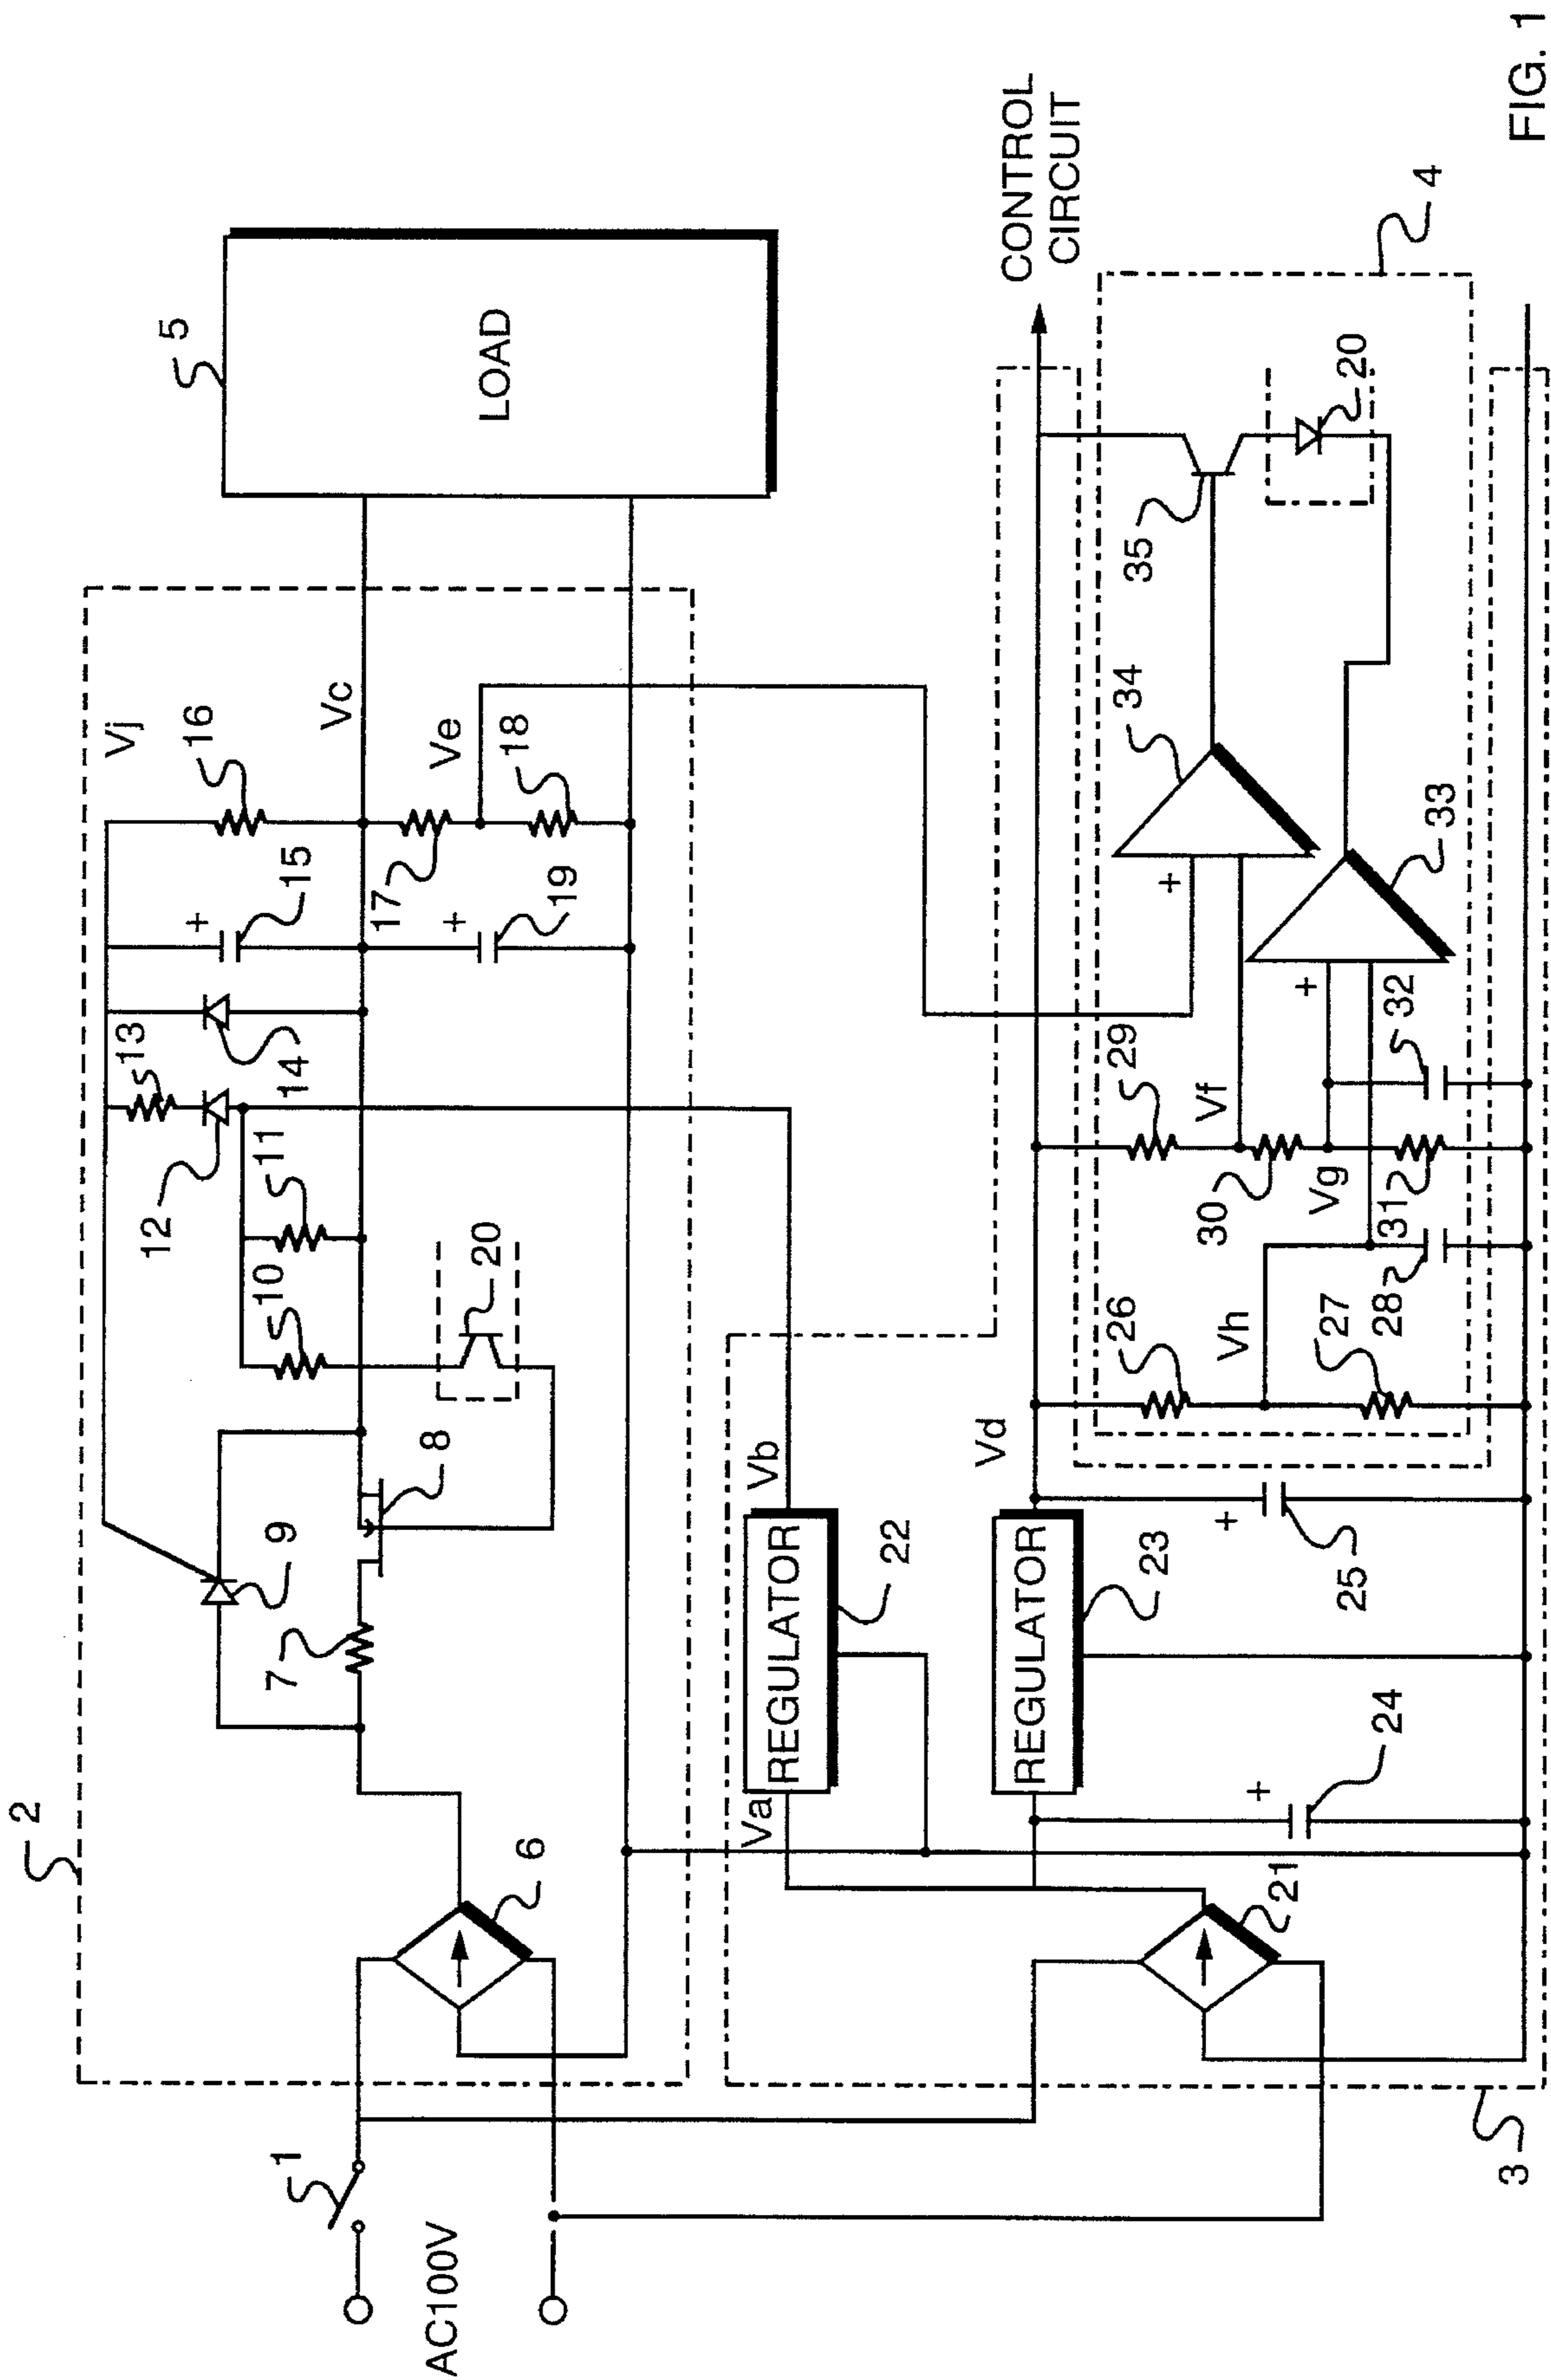 2
5
LOAD
Vj
16
Vc
Ve
18
15
17
19
13
14
12
11
10
20
8
9
7
6
1
AC100V
CONTROL
CIRCUIT
4
20
35
34
33
32
29
Vf
30
Vg
31
28
26
Vh
27
Vd
Vb
REGULATOR
22
REGULATOR
23
25
Va
24
21
3
FIG. 1